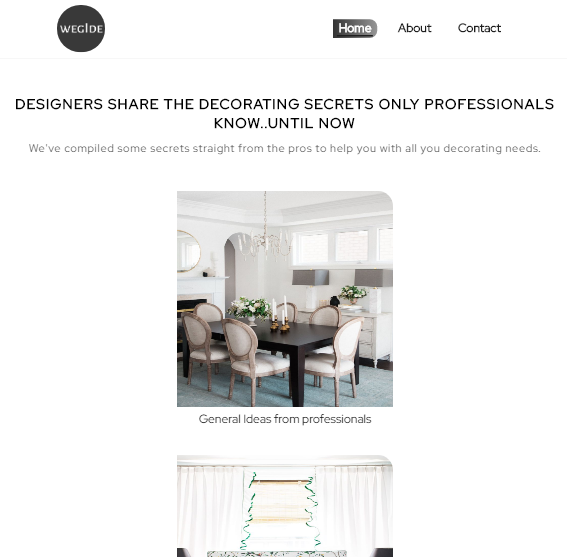 WEGIDE
Home About Contact
DESIGNERS SHARE THE DECORATING SECRETS ONLY PROFESSIONALS
KNOW..UNTIL NOW
We've compiled some secrets straight from the pros to help you with all you decorating needs.
General Ideas from professionals